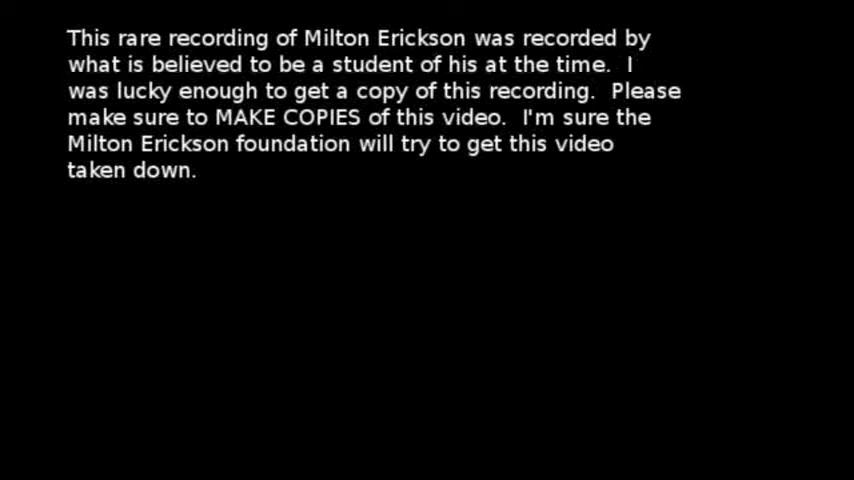 This rare recording of Milton Erickson was recorded by
what is believed to be a student of his at the time.  I
was lucky enough to get a copy of this recording.  Please
make sure to MAKE COPIES of this video.  I'm sure the
Milton Erickson foundation will try to get this video
taken down.